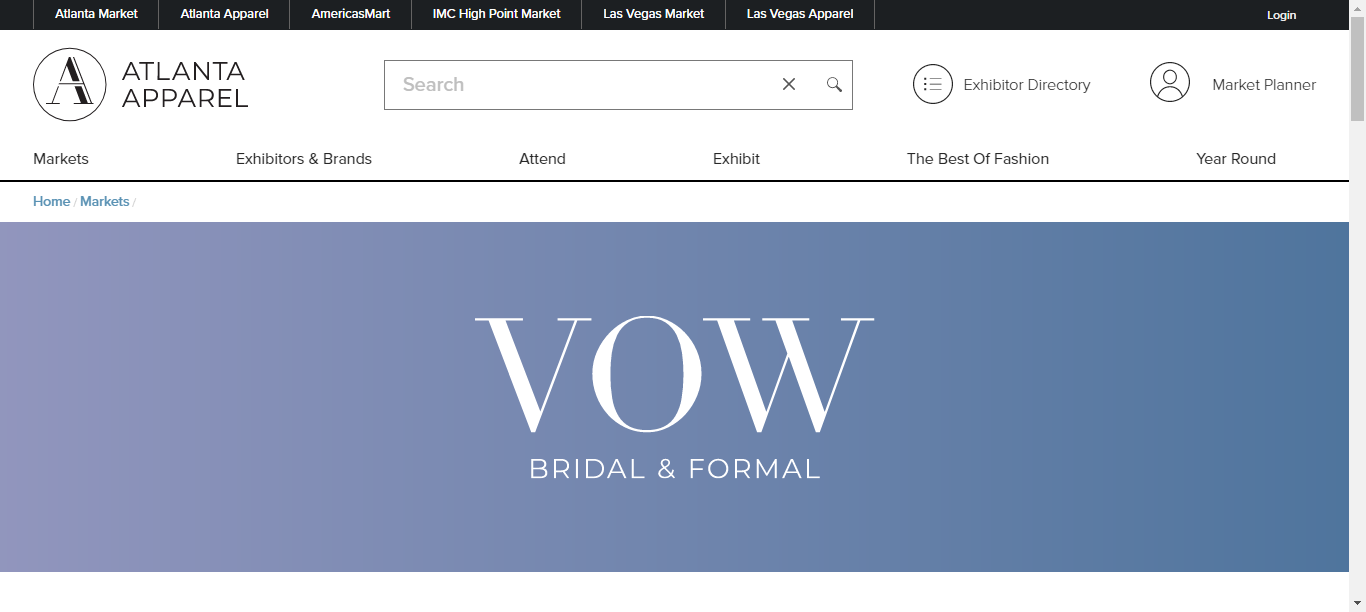 Atlanta Market Atlanta Apparel AmericasMart IMC High Point Market Las Vegas Market Las Vegas Apparel Login
ATLANTA
APPAREL
Search
Exhibitor Directory
Market Planner
Markets Exhibitors & Brands Attend Exhibit The Best Of Fashion Year Round
Home / Markets /
VOW
BRIDAL & FORMAL